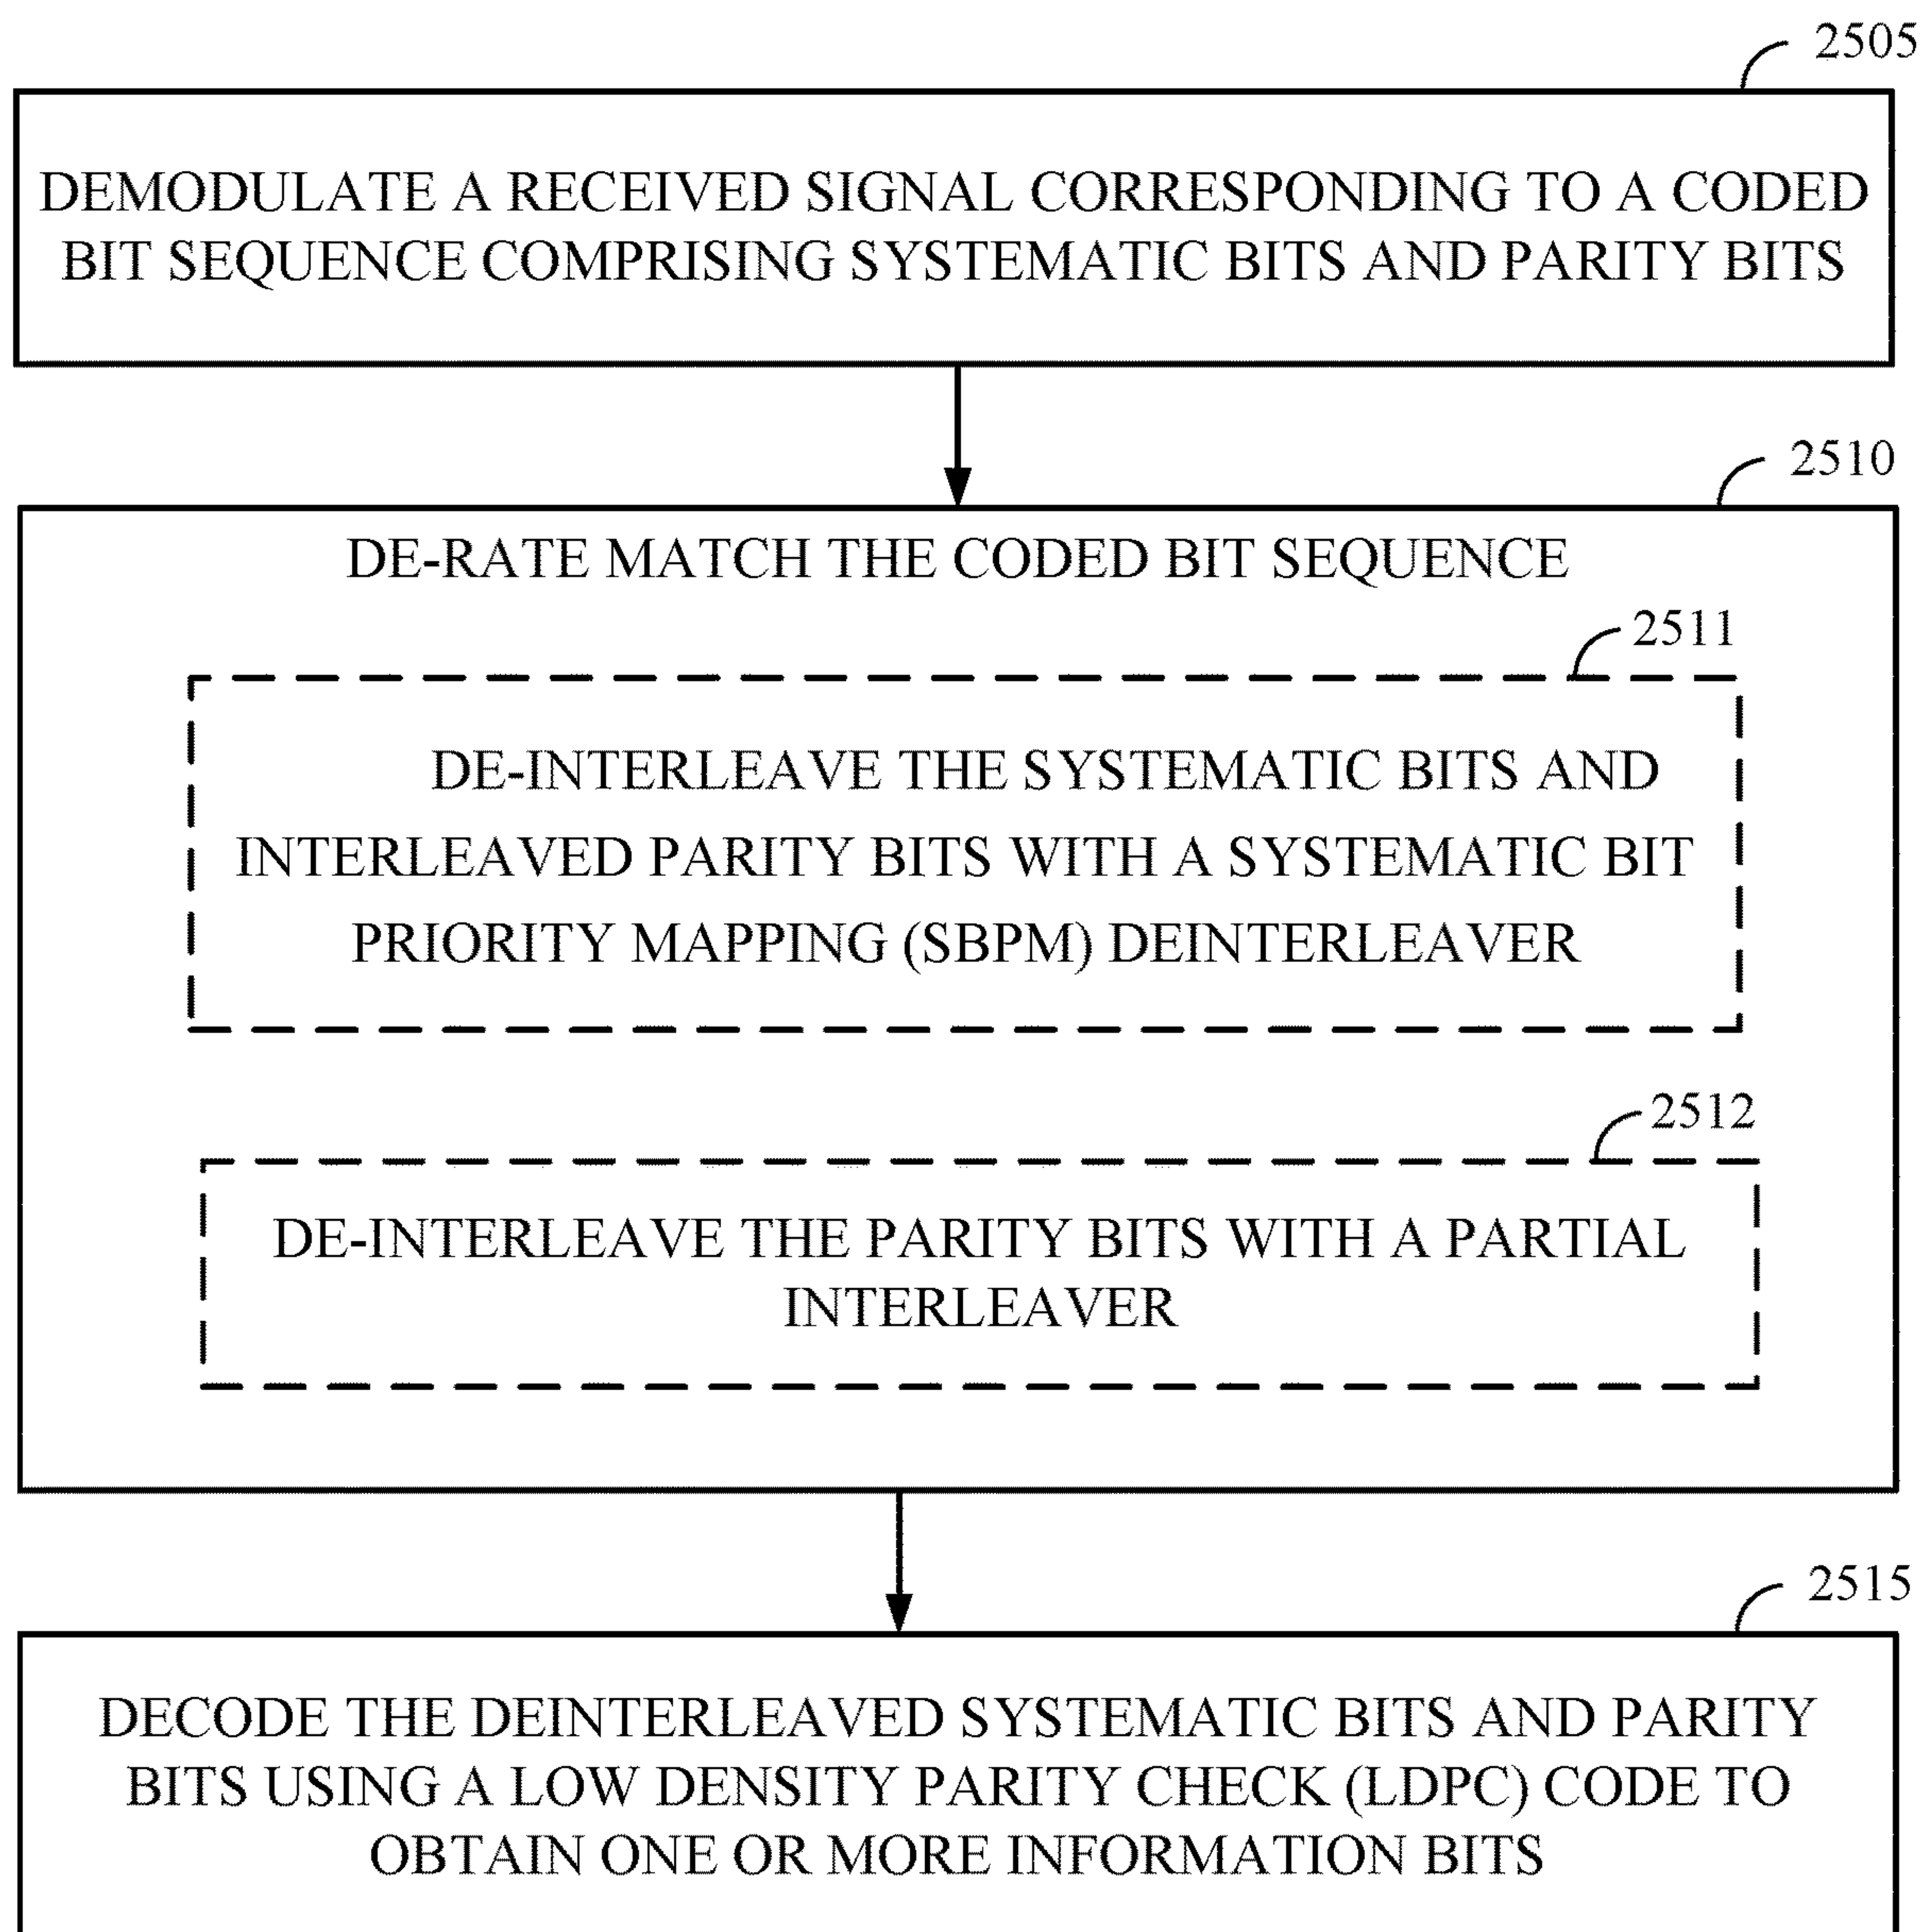 2505
DEMODULATE A RECEIVED SIGNAL CORRESPONDING TO A CODED
BIT SEQUENCE COMPRISING SYSTEMATIC BITS AND PARITY BITS
2510
DE-RATE MATCH THE CODED BIT SEQUENCE
2511
DE-INTERLEAVE THE SYSTEMATIC BITS AND
INTERLEAVED PARITY BITS WITH A SYSTEMATIC BIT
PRIORITY MAPPING (SBPM) DEINTERLEAVER
2512
DE-INTERLEAVE THE PARITY BITS WITH A PARTIAL
INTERLEAVER
2515
DECODE THE DEINTERLEAVED SYSTEMATIC BITS AND PARITY
BITS USING A LOW DENSITY PARITY CHECK (LDPC) CODE TO
OBTAIN ONE OR MORE INFORMATION BITS